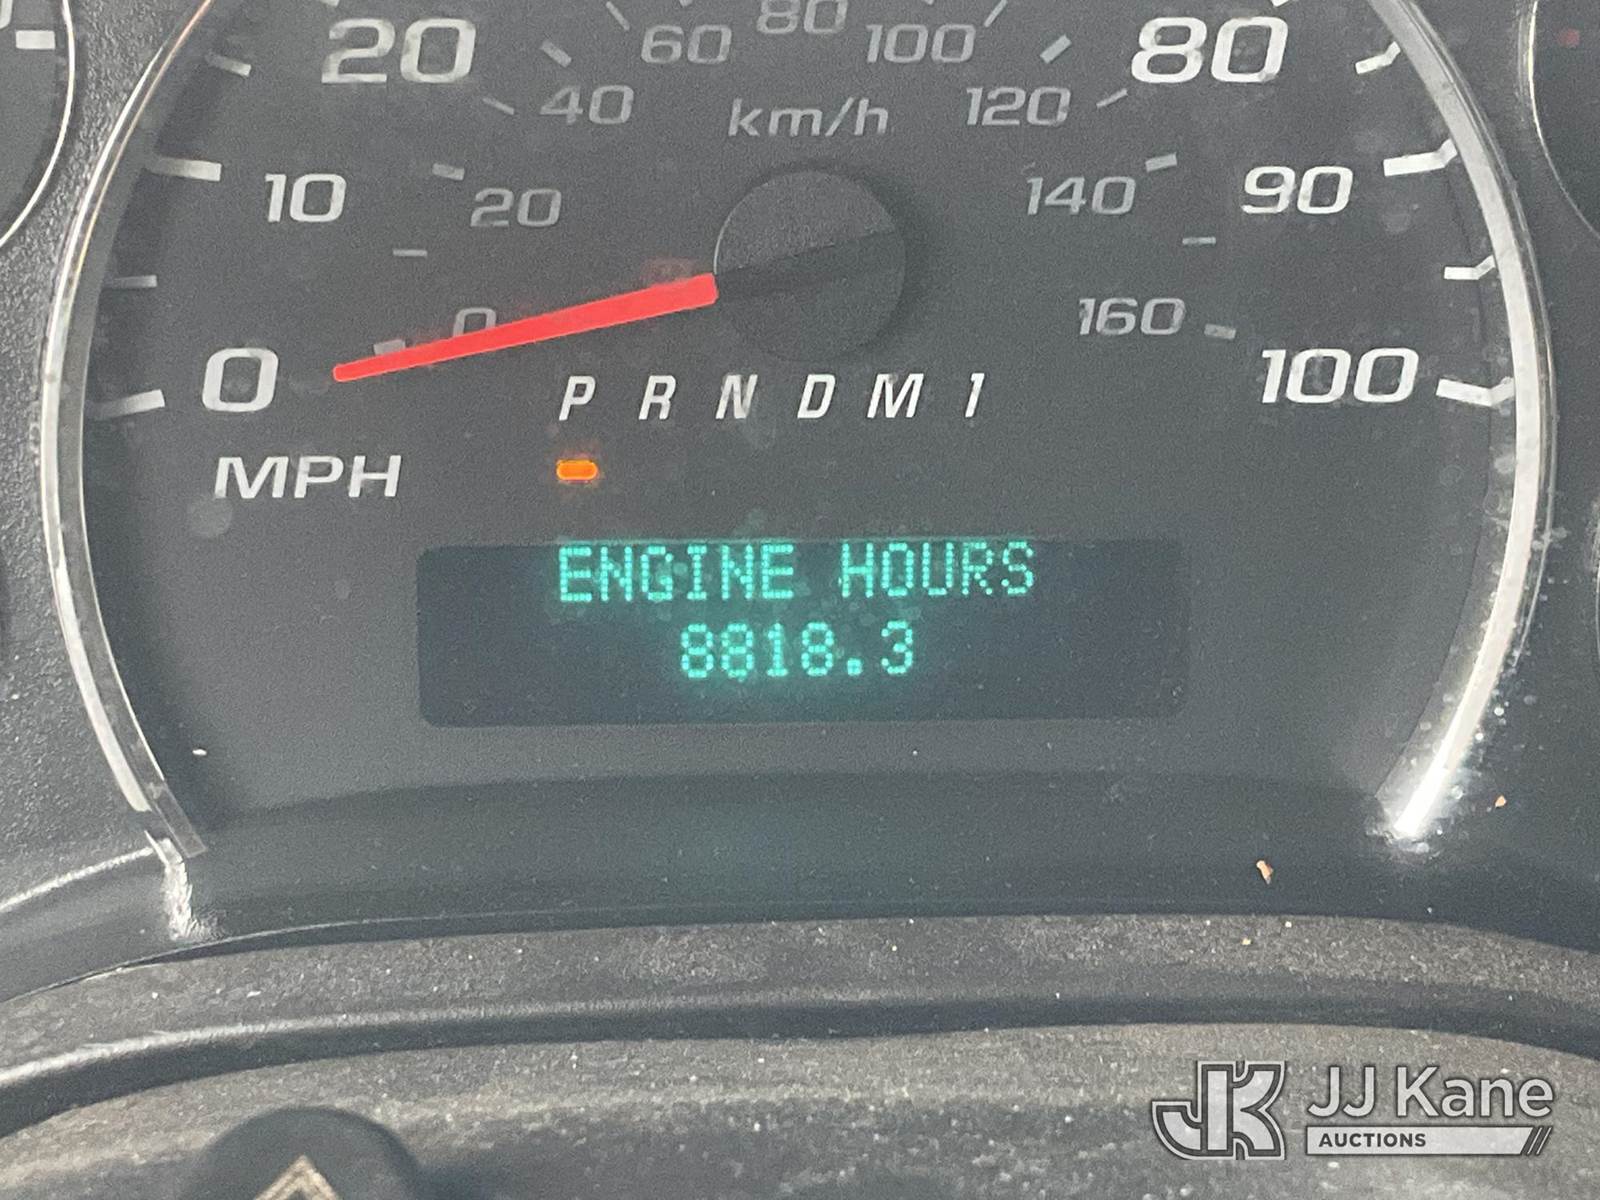 20 60 80 100 80
40 km/h 120
10 20 140 90
0 160
0 P R N D M 1 100
MPH
ENGINE HOURS
8818.3
JK JJ Kane
AUCTIONS